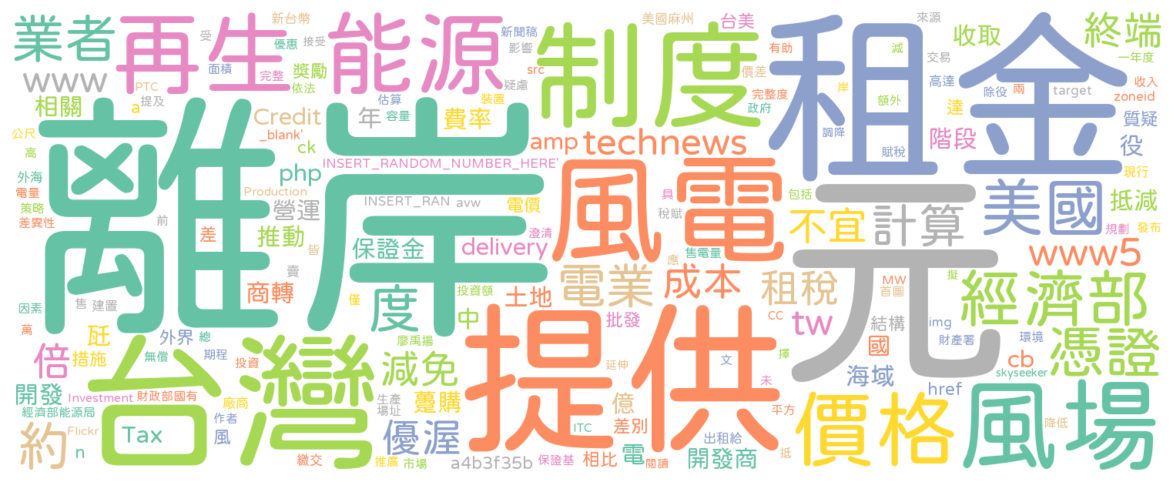 業者
再生
能源
制度
租金
終端
離岸
風電
元
提供
台灣
美國
風場
價格
經濟部
憑證
計算
不宜
抵減
www5
www
technews
amp
php
ck
Credit
_blank'
費率
年
相關
a
PTC
提及
受
面積
優惠
完整
接受
新台幣
獎勵
依法
新聞稿
影響
疑慮
src
估算
容量
裝置
美國麻州
台美
有助
價差
完整度
政府
來源
交易
減
收取
一年度
高達
達
岸
額外
調降
賦稅
除役
兩
收入
target
zoneid
階段
質疑
役
現行
規劃
發布
INSERT_RANDOM_NUMBER_HERE'
INSERT_RAN
avw
Production
公尺
高
外海
電量
策略
差異性
前
差
營運
推動
商轉
賣
皆
保證金
電價
澄清
delivery
具
稅賦
包括
售電量
應
因素
售
建置
萬
瓩
外界
總
度
投資額
僅
中
土地
電業
成本
批發
租稅
tw
cc
擬
MW
首圖
結構
國
img
財產署
環境
cb
skyseeker
倍
措施
無償
期程
投資
減免
廖禹揚
躉購
延伸
文
揮
未
海域
href
開發
Investment
財政部國有
廠商
經濟部能源局
作者
生產
場址
優渥
億
差別
ITC
平方
降低
約
Flickr
n
Tax
風
繳交
推廣
市場
a4b3f35b
保證基
相比
電
閱讀
出租給
開發商
抵